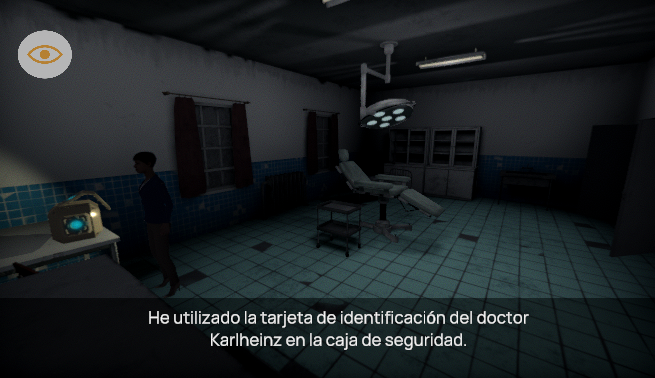 He utilizado la tarjeta de identificación del doctor
Karlheinz en la caja de seguridad.